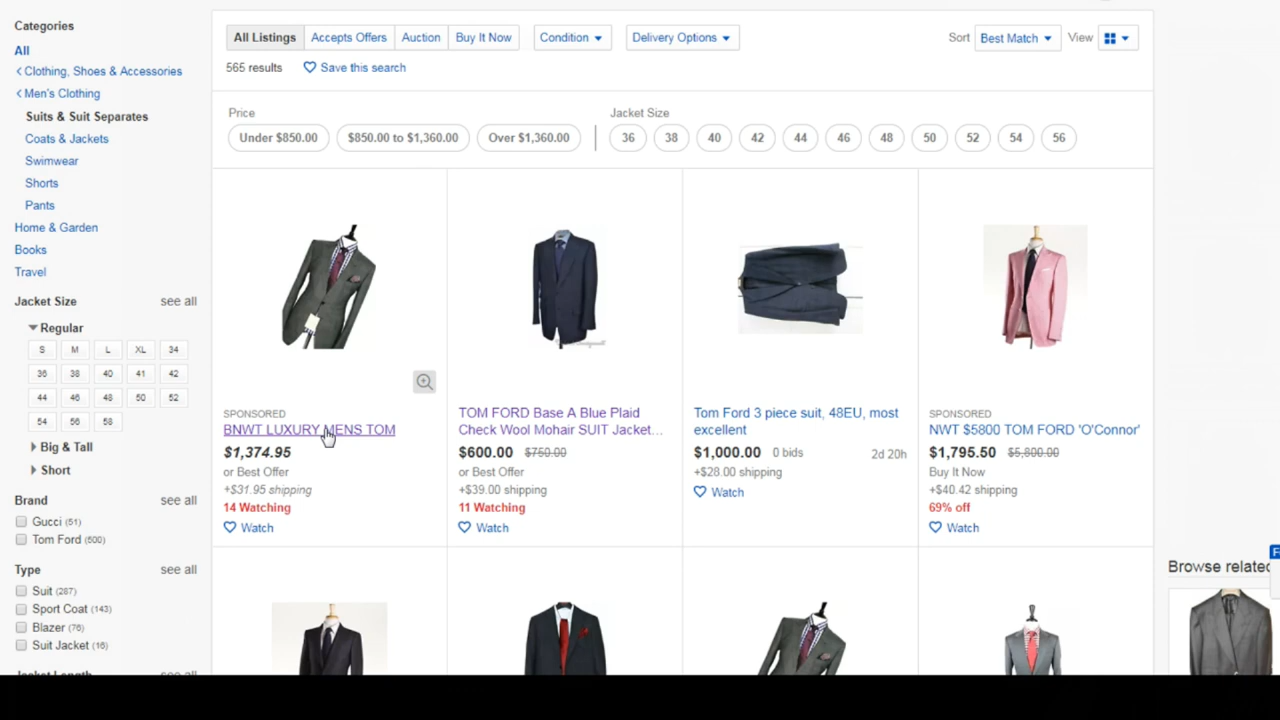 Categories
All
Clothing, Shoes & Accessories
Men's Clothing
Suits & Suit Separates
Coats & Jackets
Swimwear
Shorts
Pants
Home & Garden
Books
Travel
Jacket Size see all
Regular
S M L XL 34
36 38 40 41 42
44 46 48 50 52
54 56 58
Big & Tall
Short
Brand see all
Gucci (51)
Tom Ford (500)
Type see all
Suit (287)
Sport Coat (143)
Blazer (76)
Suit Jacket (16)
Jacket Length see all
All Listings Accepts Offers Auction Buy It Now Condition Delivery Options Sort Best Match View
565 results Save this search
Price Jacket Size
Under $850.00 $850.00 to $1,360.00 Over $1,360.00 36 38 40 42 44 46 48 50 52 54 56
SPONSORED
BNWT LUXURY MENS TOM
$1,374.95
or Best Offer
+$31.95 shipping
14 Watching
Watch
TOM FORD Base A Blue Plaid
Check Wool Mohair SUIT Jacket...
$600.00 $750.00
or Best Offer
+$39.00 shipping
11 Watching
Watch
Tom Ford 3 piece suit, 48EU, most
excellent
$1,000.00 0 bids 2d 20h
+$28.00 shipping
Watch
SPONSORED
NWT $5800 TOM FORD 'O'Connor'
$1,795.50 $5,800.00
Buy It Now
+$40.42 shipping
69% off
Watch
F
Browse related